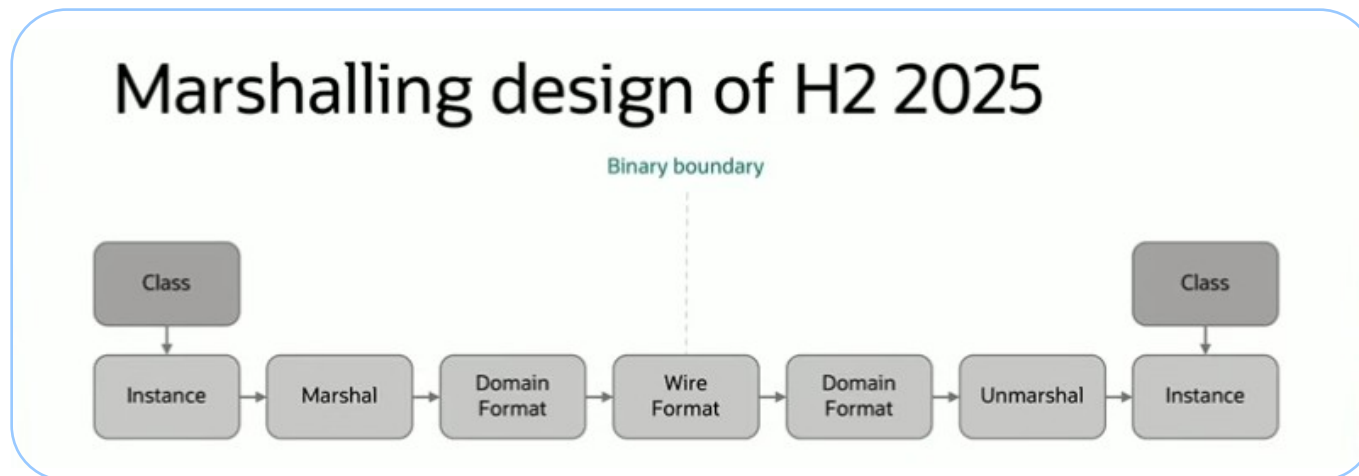 Marshalling design of H2 2025
Binary boundary
Class
Class
Instance
Marshal
Domain
Format
Wire
Format
Domain
Format
Unmarshal
Instance